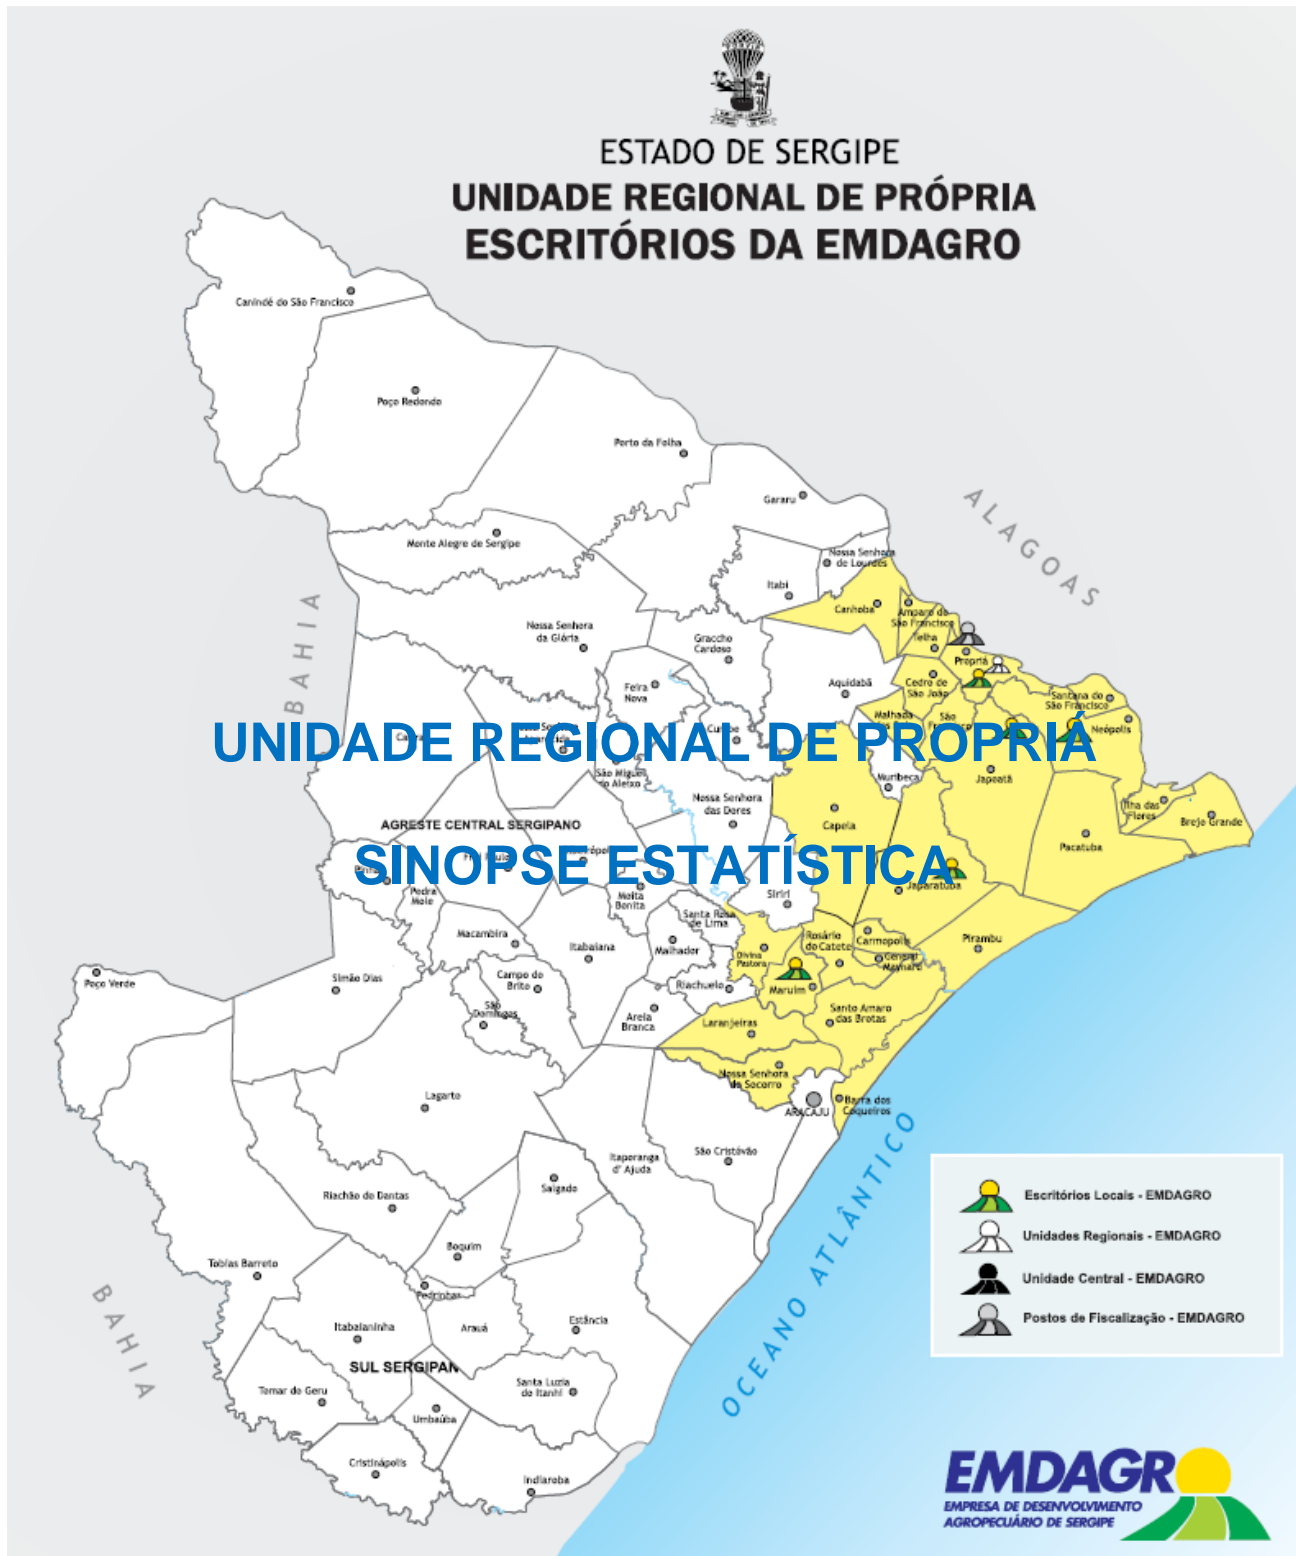 ESTADO DE SERGIPE
UNIDADE REGIONAL DE PRÓPRIA
ESCRITÓRIOS DA EMDAGRO
Canindé do São Francisco
Poço Redondo
Porto da Folha
Gararu
ALAGOAS
Monte Alegre de Sergipe
Nossa Senhora
de Lourdes
Itabi
BAHIA
Canhoba
Amparo do
São Francisco
Telha
Nossa Senhora
da Glória
Graccho
Cardoso
Propriá
Feira
Nova
Aquidabã
Cedro de
São João
Santana do
São Francisco
Malhada
São
Neópolis
UNIDADE REGIONAL DE PROPRIÁ
São Miguel
do Aleixo
Muribeca
Japoatã
Nossa Senhora
das Dores
Capela
Ilha das
Flores
Brejo Grande
AGRESTE CENTRAL SERGIPANO
Pacatuba
SINOPSE ESTATÍSTICA
Pedra
Mole
Moita
Bonita
Siriri
Japaratuba
Santa Rosa
de Lima
Macambira
Itabaiana
Malhador
Divina
Pastora
Rosário
do Catete
Carmopolis
General
Maynard
Pirambu
Poço Verde
Simão Dias
Campo do
Brito
Riachuelo
Maruim
São
Domingos
Areia
Branca
Laranjeiras
Santo Amaro
das Brotas
Nossa Senhora
do Socorro
Lagarto
ARACAJU
Barra dos
Coqueiros
Itaporanga
d' Ajuda
São Cristóvão
Salgado
Riachão do Dantas
OCEANO ATLÂNTICO
Boquim
Tobias Barreto
Pedrinhas
BAHIA
Itabaianinha
Arauá
Estância
SUL SERGIPAN
Tomar do Geru
Santa Luzia
do Itanhi
Umbaúba
Cristinápolis
Indiaroba
Escritórios Locais - EMDAGRO
Unidades Regionais - EMDAGRO
Unidade Central - EMDAGRO
Postos de Fiscalização - EMDAGRO
EMDAGR
EMPRESA DE DESENVOLVIMENTO
AGROPECUÁRIO DE SERGIPE